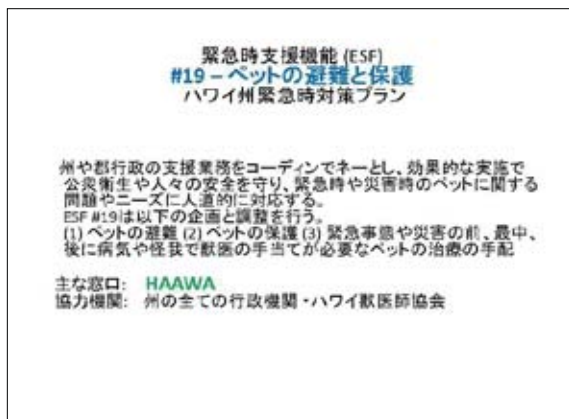 緊急時支援機能 (ESF)
#19 – ペットの避難と保護
ハワイ州緊急時対策プラン
州や郡行政の支援業務をコーディンでネーとし、効果的な実施で
公衆衛生や人々の安全を守り、緊急時や災害時のペットに関する
問題やニーズに人道的に対応する。
ESF #19は以下の企画と調整を行う。
(1) ペットの避難 (2) ペットの保護 (3) 緊急事態や災害の前、最中、
後に病気や怪我で獣医の手当てが必要なペットの治療の手配
主な窓口: HAAWA
協力機関: 州の全ての行政機関・ハワイ獣医師協会